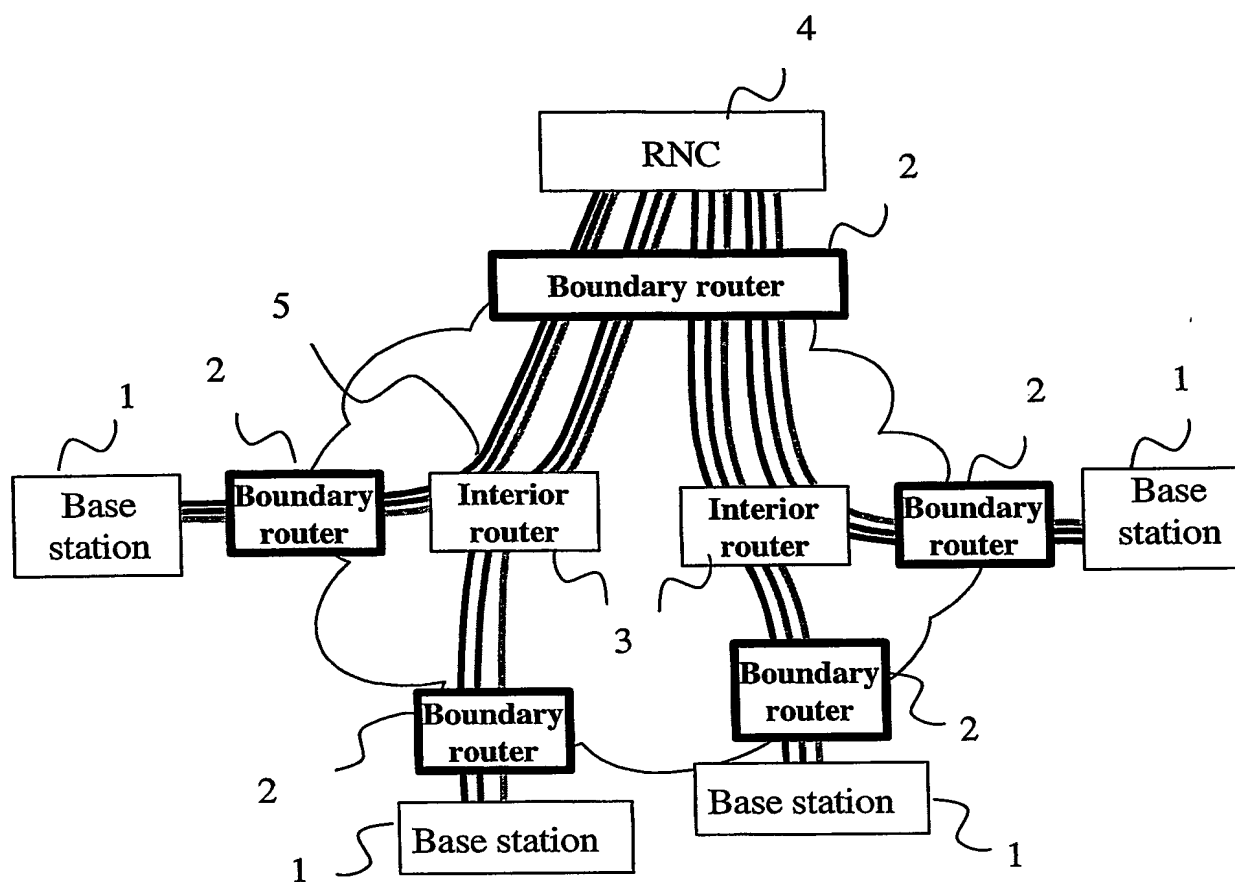 4
RNC
2
Boundary router
5
2
1
2
1
Base
station
Boundary
router
Interior
router
Interior
router
Boundary
router
Base
station
3
Boundary
router
2
Boundary
router
2
Base station
1
Base station
1